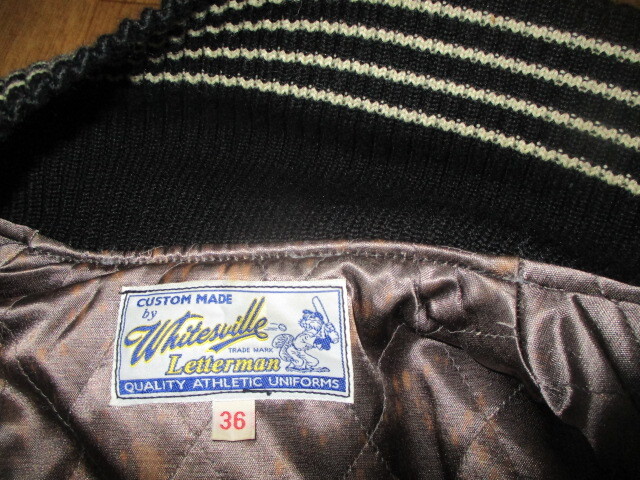 CUSTOM MADE
by
Whitesville
TRADE MARK
Letterman
QUALITY ATHLETIC UNIFORMS
36